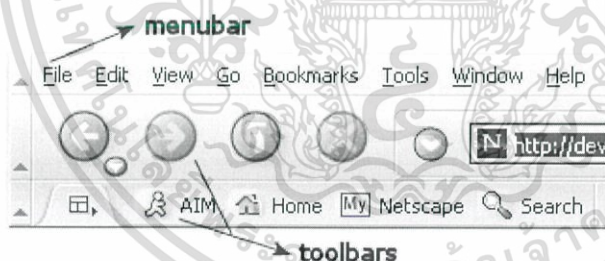 menubar
File Edit View Go Bookmarks Tools Window Help
N http://dev
AIM Home My Netscape Search
toolbars